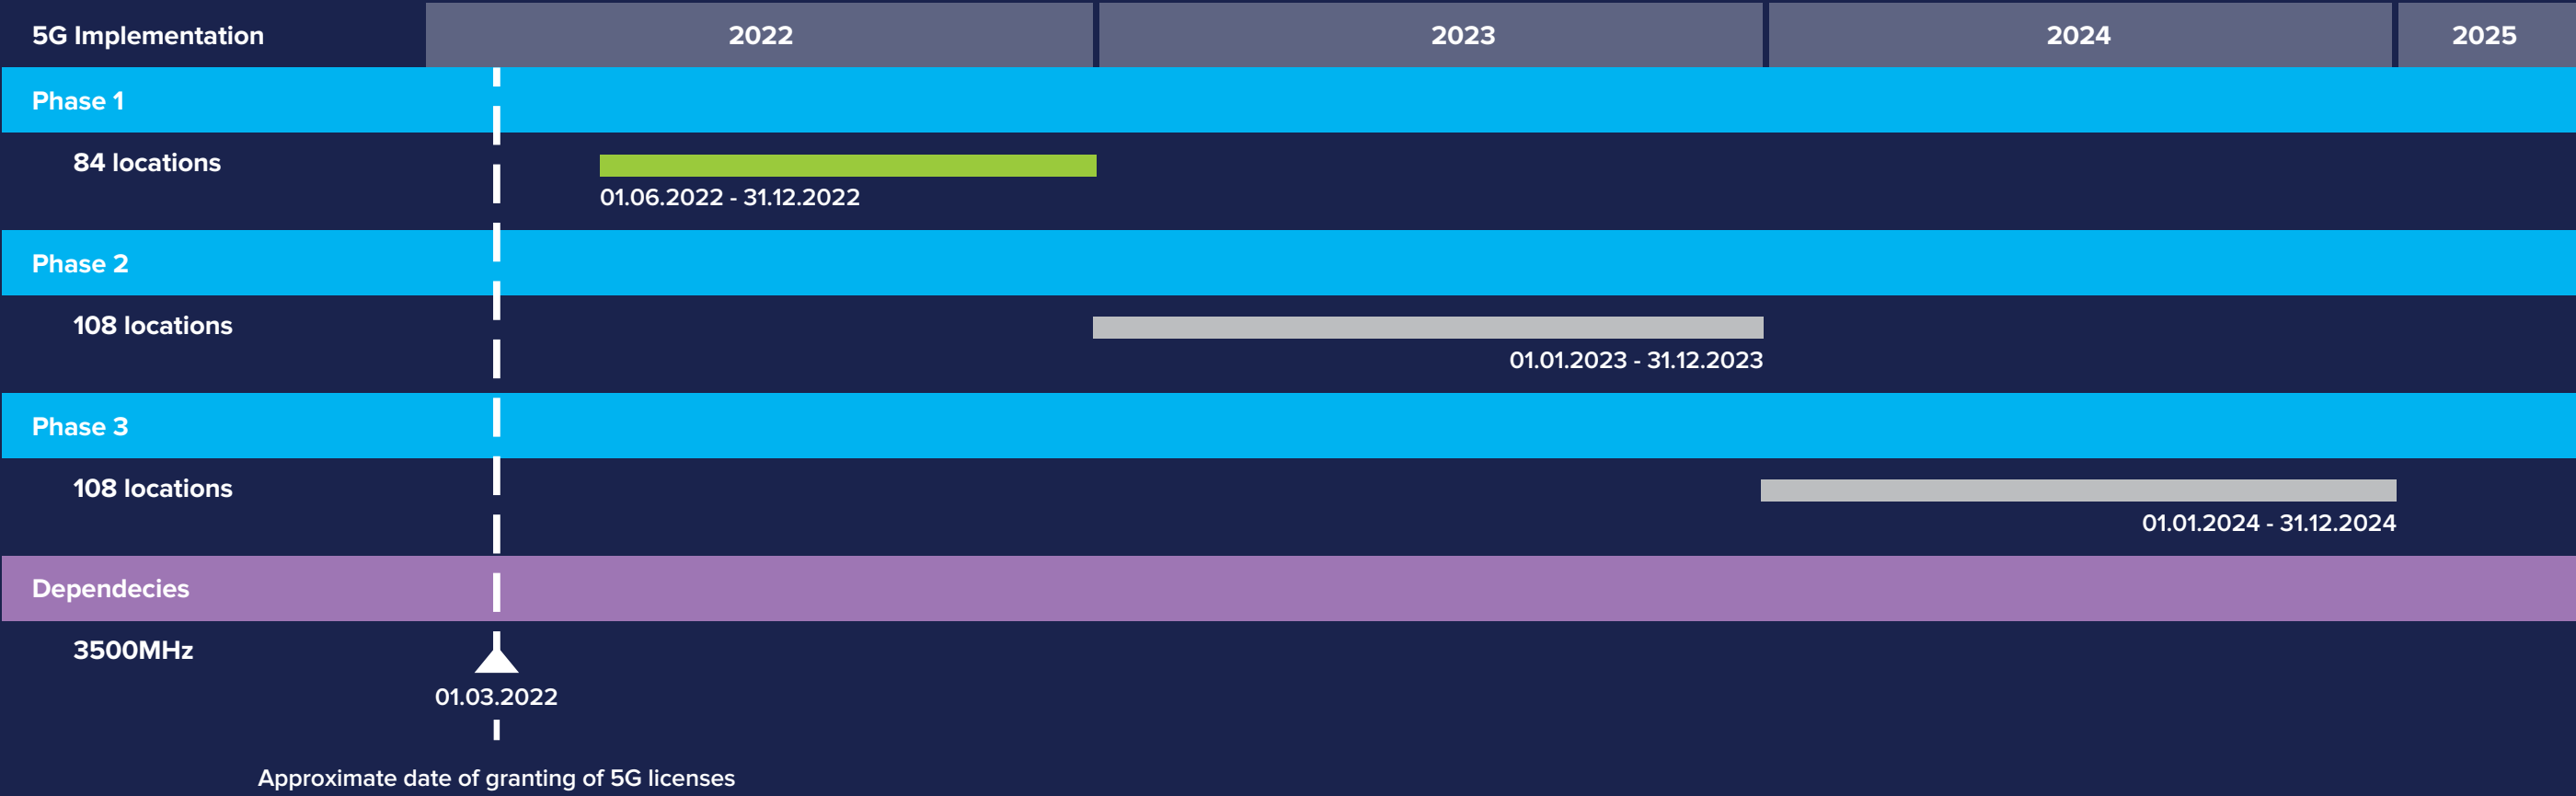 5G Implementation 2022 2023 2024 2025
Phase 1
84 locations
01.06.2022 - 31.12.2022
Phase 2
108 locations
01.01.2023 - 31.12.2023
Phase 3
108 locations
01.01.2024 - 31.12.2024
Dependecies
3500MHz
01.03.2022
Approximate date of granting of 5G licenses